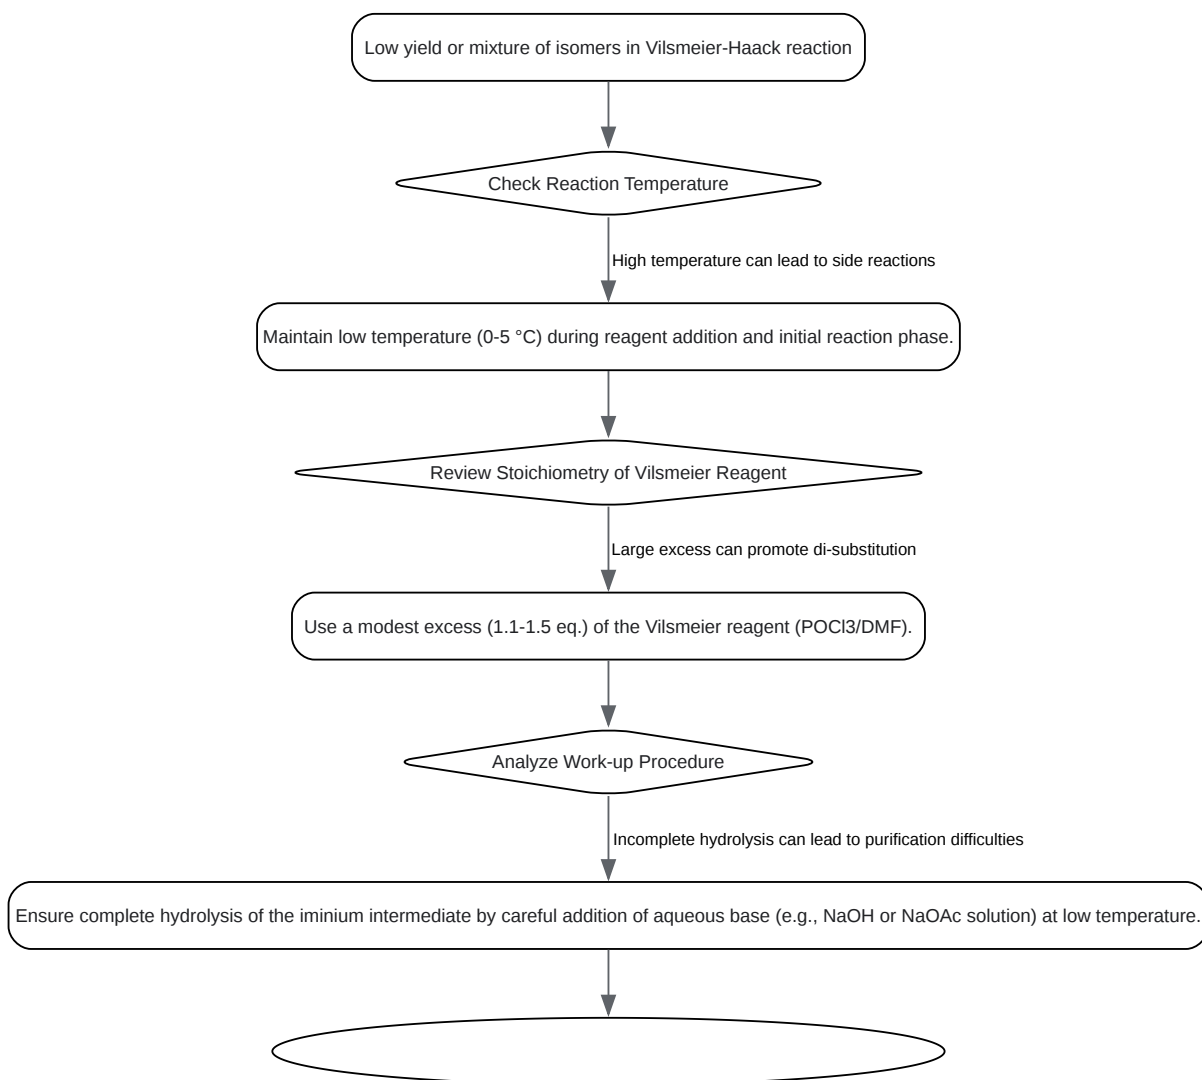 Low yield or mixture of isomers in Vilsmeier-Haack reaction
Check Reaction Temperature
High temperature can lead to side reactions
Maintain low temperature (0-5 °C) during reagent addition and initial reaction phase.
Review Stoichiometry of Vilsmeier Reagent
Large excess can promote di-substitution
Use a modest excess (1.1-1.5 eq.) of the Vilsmeier reagent (POCl3/DMF).
Analyze Work-up Procedure
Incomplete hydrolysis can lead to purification difficulties
Ensure complete hydrolysis of the iminium intermediate by careful addition of aqueous base (e.g., NaOH or NaOAc solution) at low temperature.